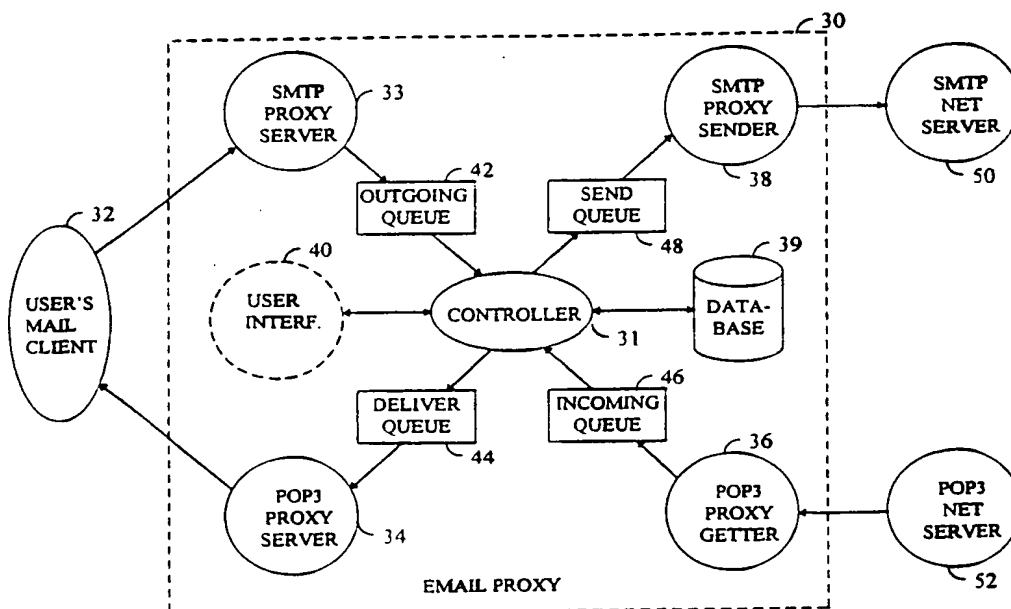 30
SMTP
PROXY
SERVER
33
SMTP
PROXY
SENDER
38
SMTP
NET
SERVER
50
42
OUTGOING
QUEUE
SEND
QUEUE
48
32
USER'S
MAIL
CLIENT
40
USER
INTERF.
CONTROLLER
31
39
DATA-
BASE
DELIVER
QUEUE
44
46
INCOMING
QUEUE
POP3
PROXY
SERVER
34
36
POP3
PROXY
GETTER
POP3
NET
SERVER
52
EMAIL PROXY